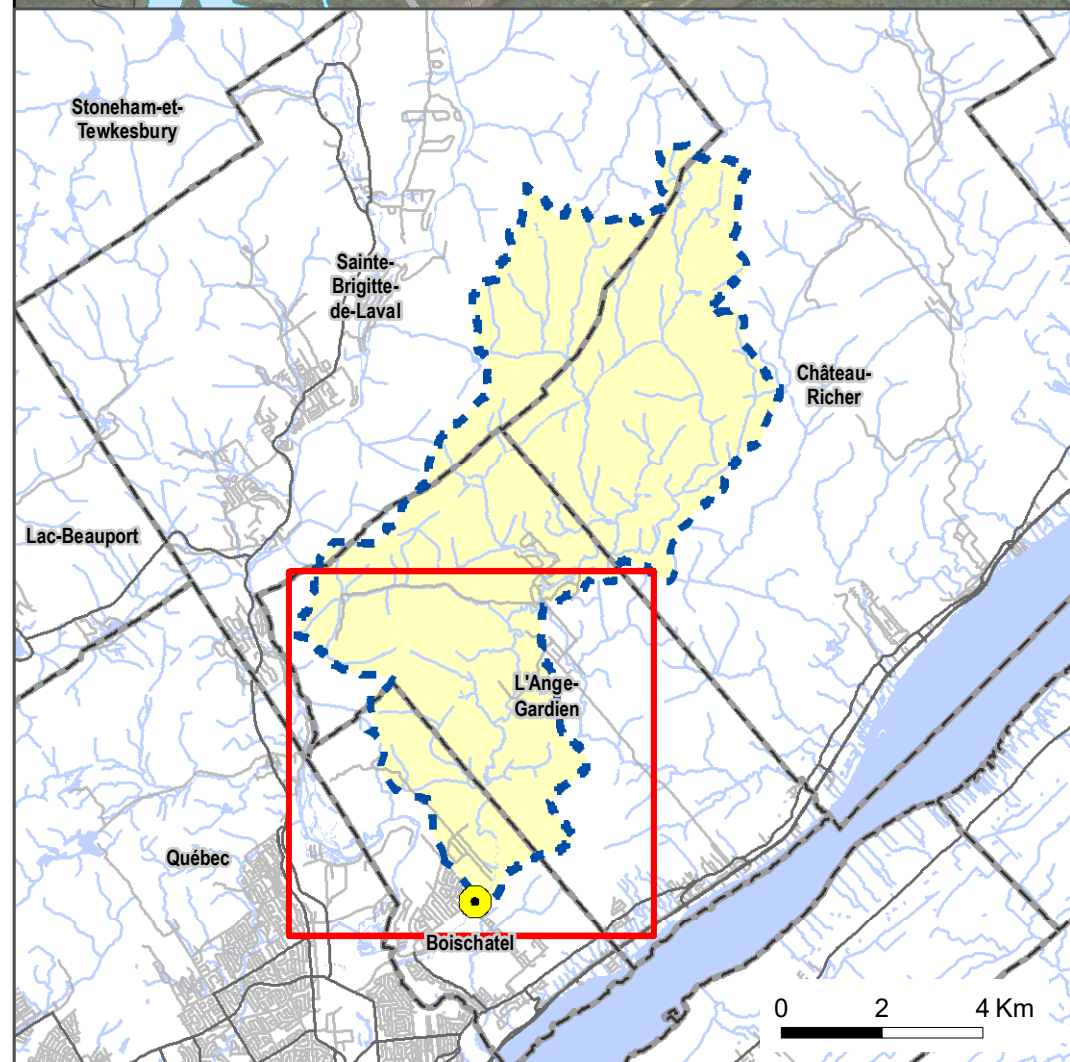 Stoneham-et-
Tewkesbury
Sainte-
Brigitte-
de-Laval
Château-
Richer
Lac-Beauport
L'Ange-
Gardien
Québec
Boischatel
0 2 4 Km